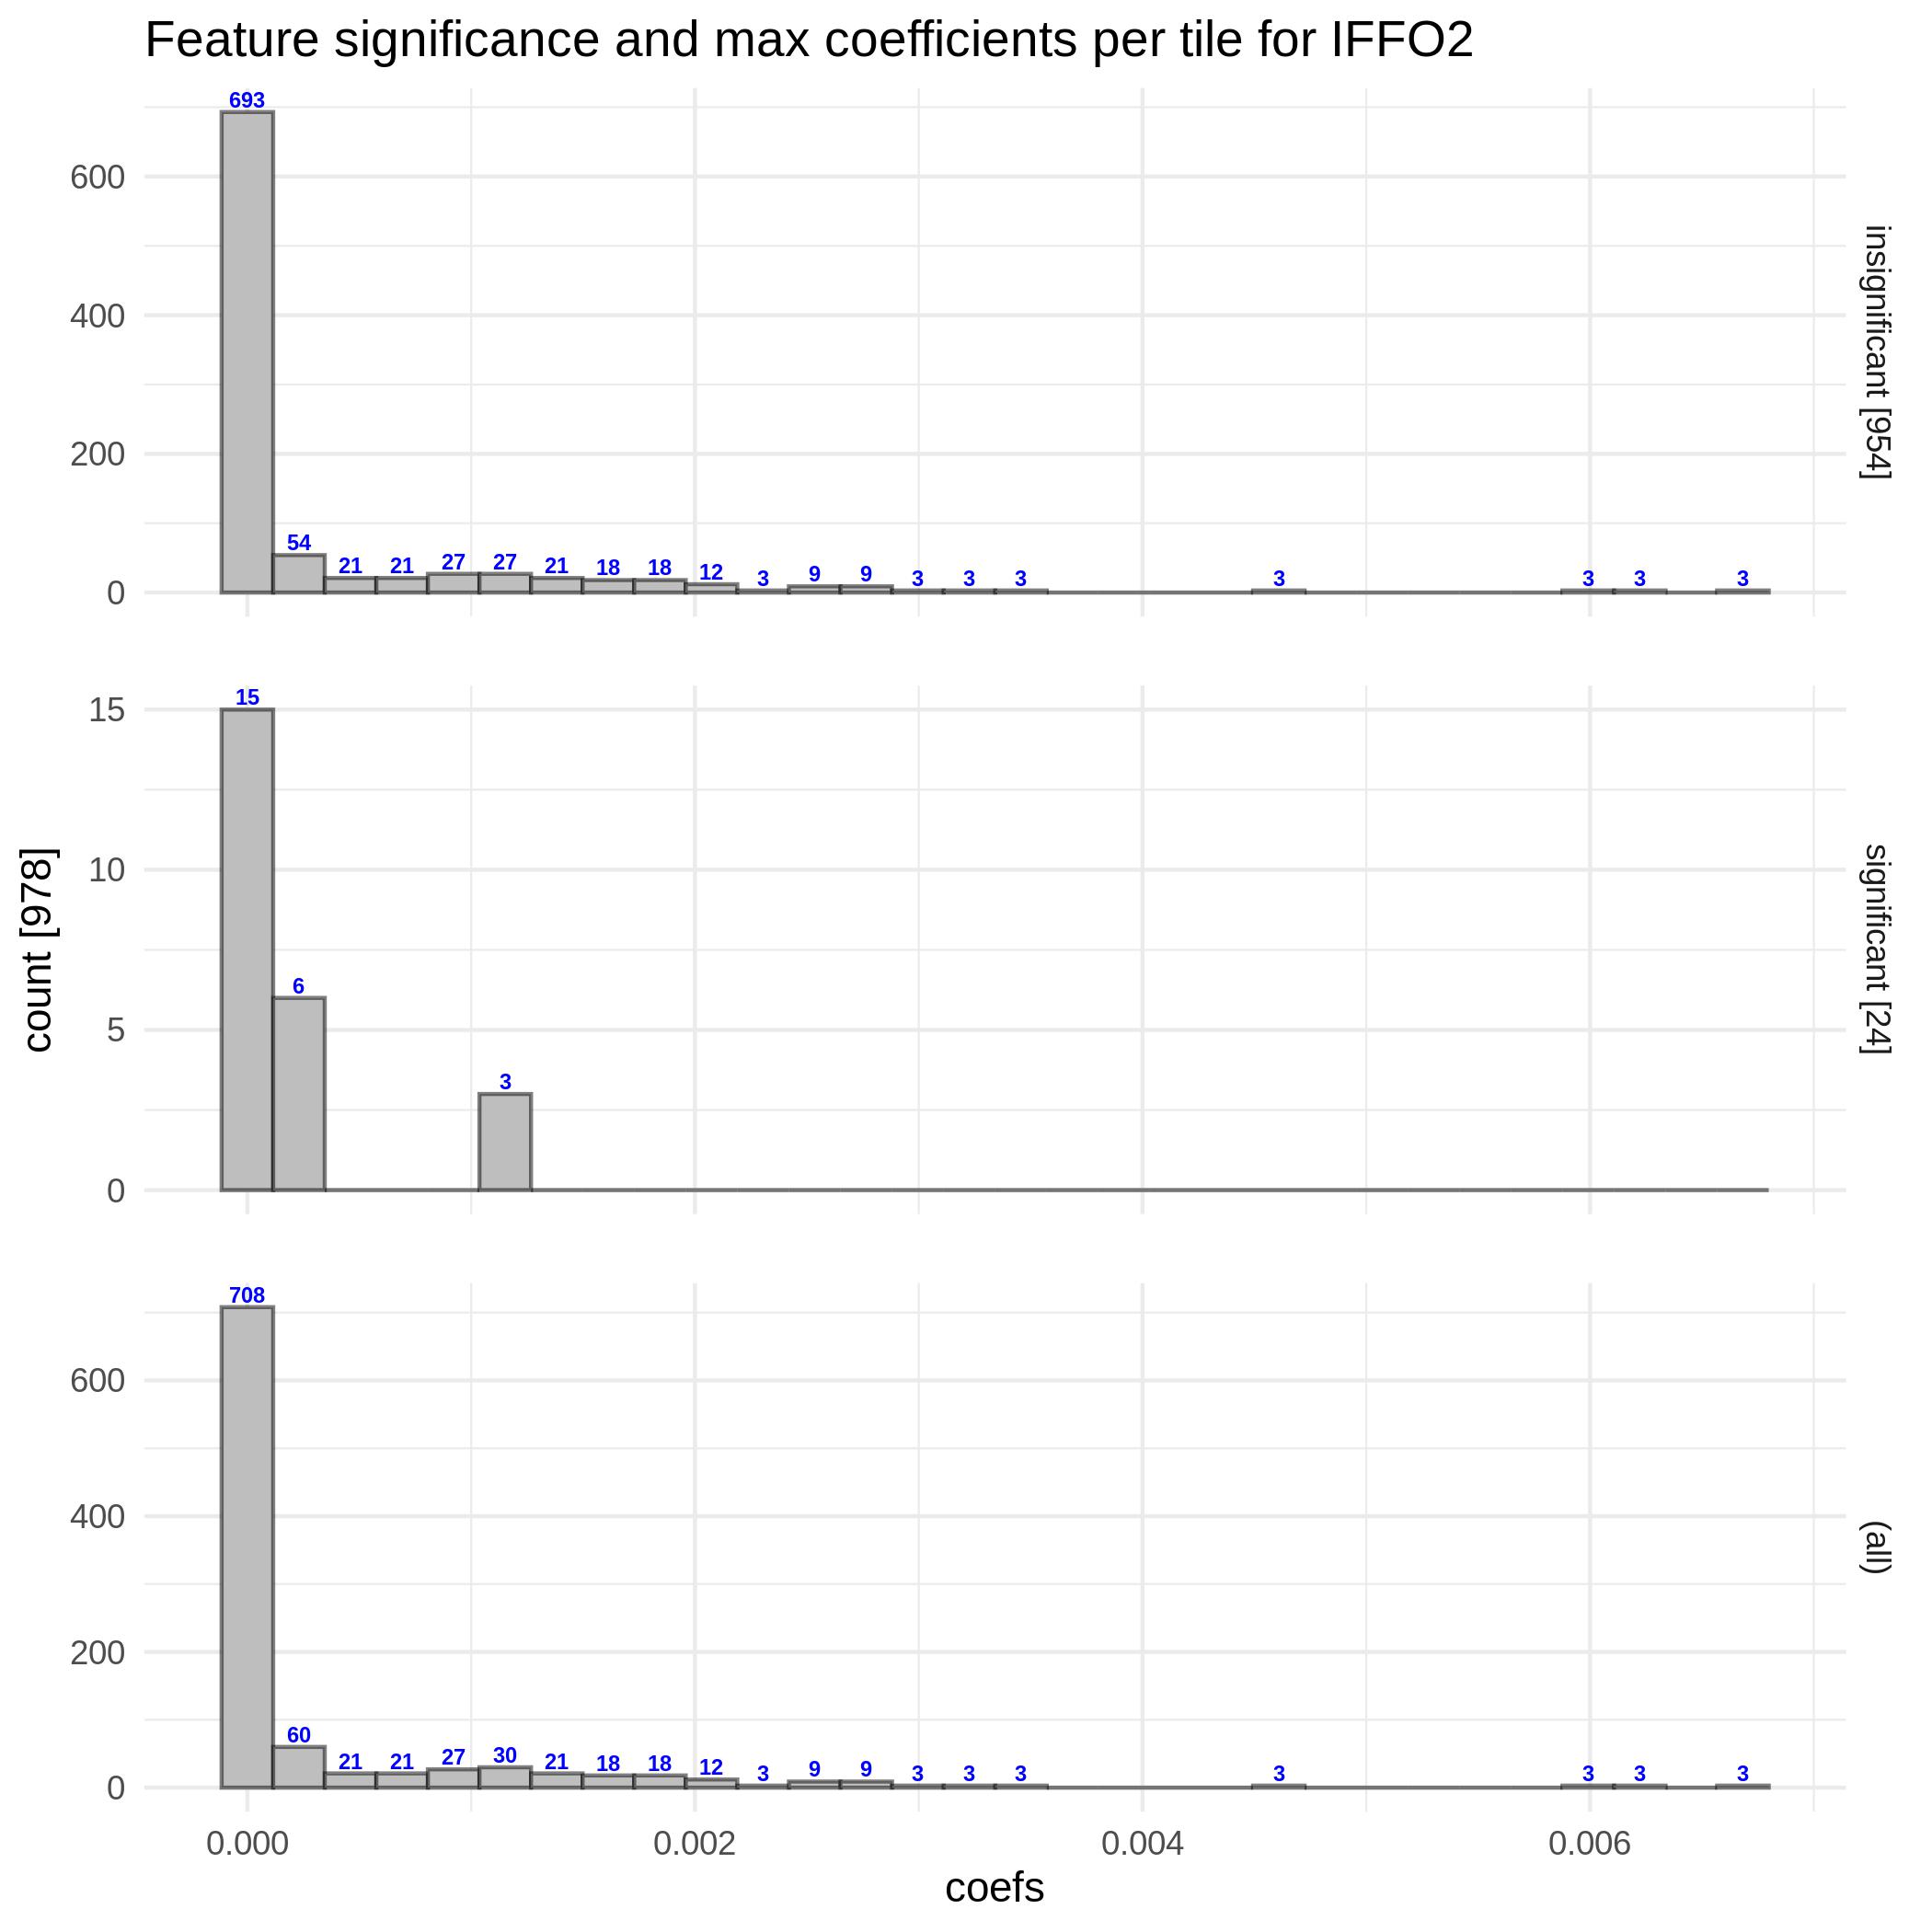 Feature significance and max coefficients per tile for IFFO2
693
600
400
200
0
54 21 21 27 27 21 18 18 12 3 9 9 3 3 3 3 3 3 3
insignificant [954]
15
15
10
5
0
6
3
significant [24]
count [978]
708
600
400
200
0
60 21 21 27 30 21 18 18 12 3 9 9 3 3 3 3 3 3 3
(all)
0.000 0.002 0.004 0.006
coefs